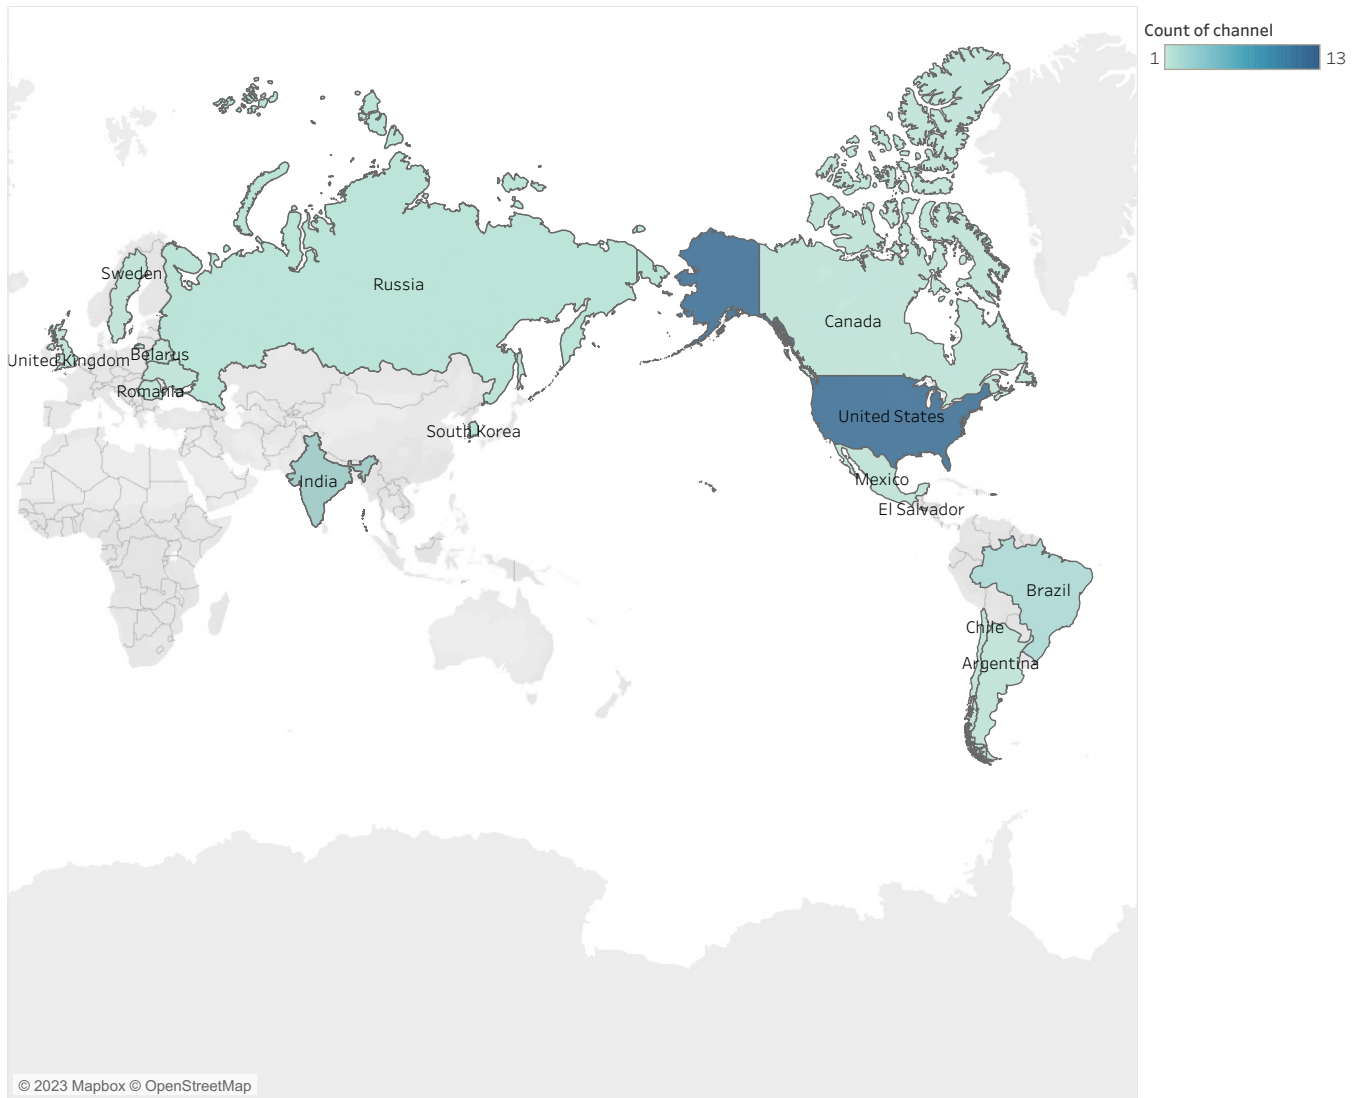 Count of channel
1 13
Sweden
Russia
Canada
United Kingdom
Belarus
Romania
United States
South Korea
India
Mexico
El Salvador
Brazil
Chile
Argentina
© 2023 Mapbox © OpenStreetMap